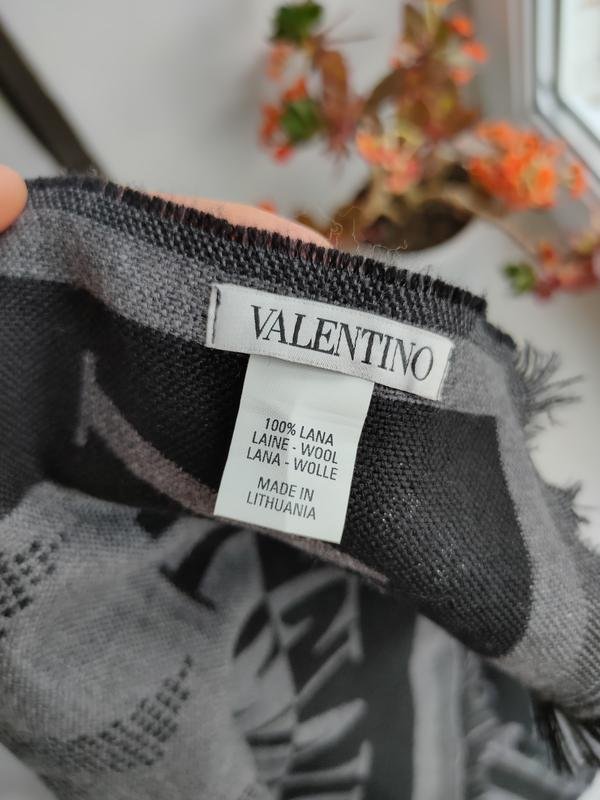 VALENTINO
100% LANA
LAINE - WOOL
LANA - WOLLE
MADE IN
LITHUANIA